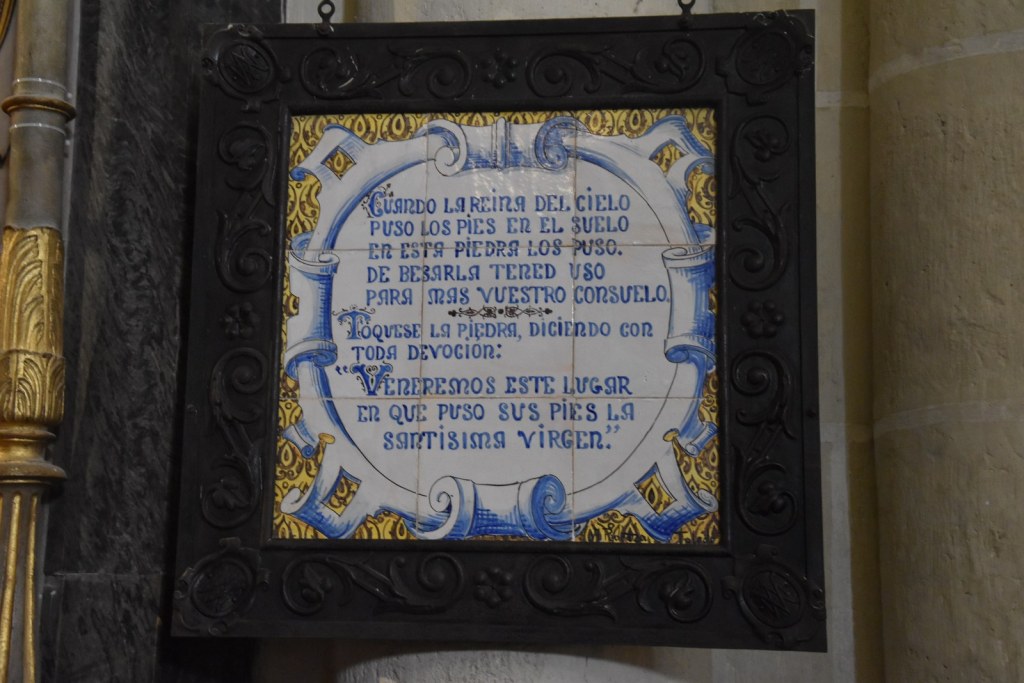 CUANDO LA REINA DEL CIELO
PUSO LOS PIES EN EL SUELO
EN ESTA PIEDRA LOS PUSO.
DE BESARLA TENED USO
PARA MAS VUESTRO CONSUELO.
TOQUESE LA PIEDRA, DICIENDO CON
TODA DEVOCIÓN:
"VENEREMOS ESTE LUGAR
EN QUE PUSO SUS PIES LA
SANTISIMA VIRGEN."